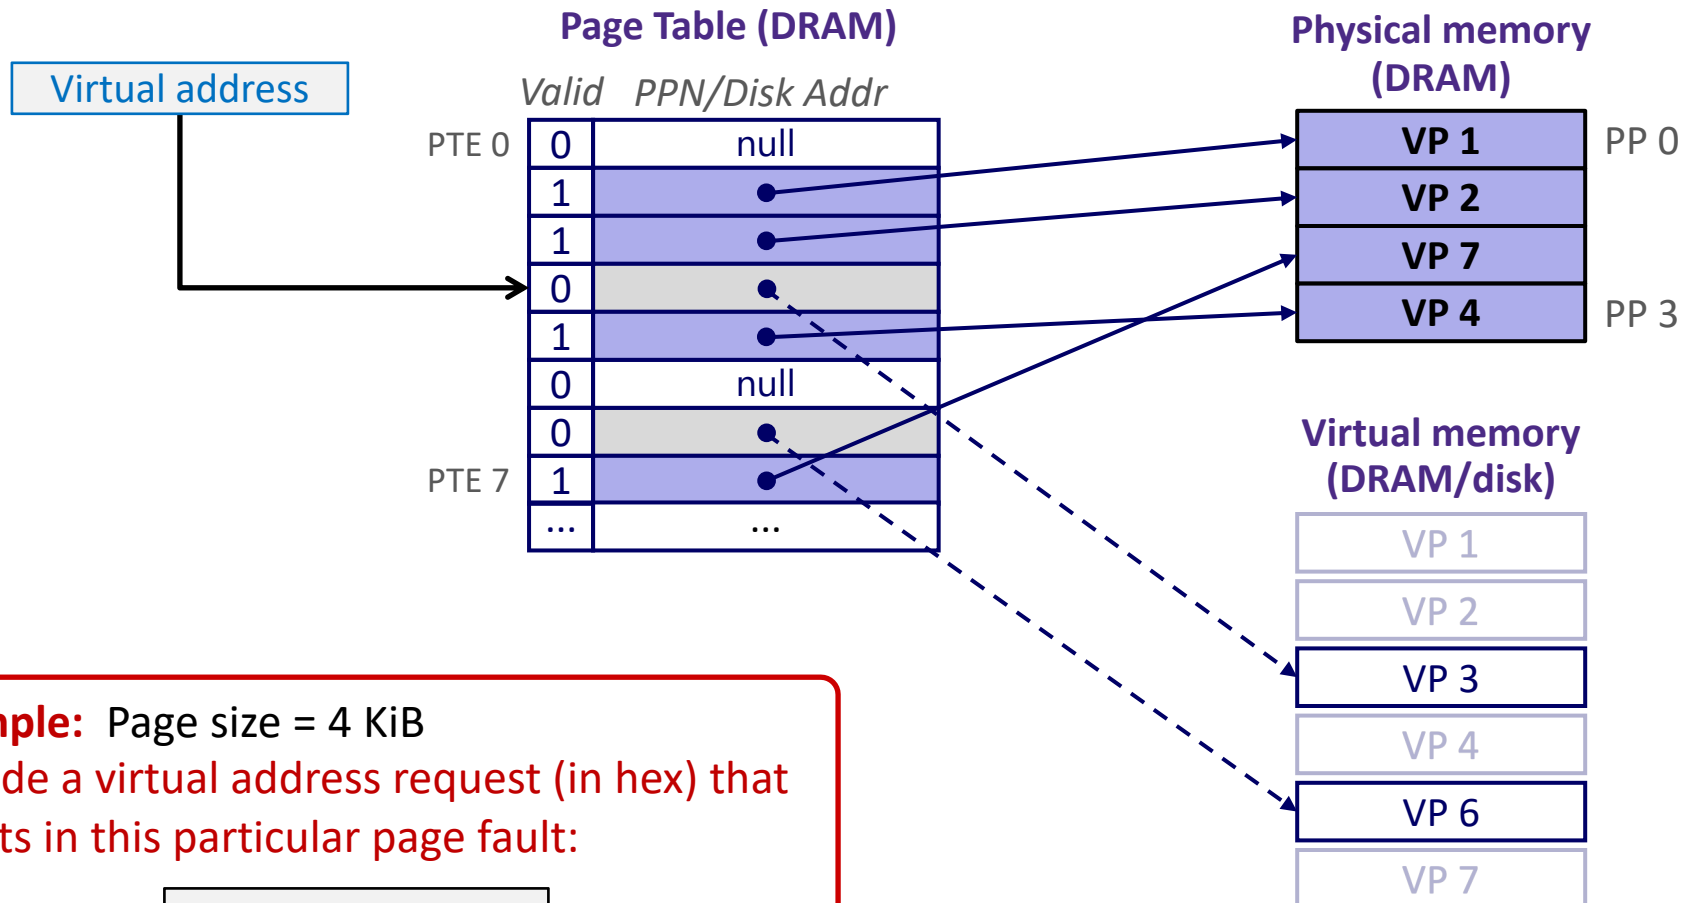 Page Table (DRAM)
Physical memory
(DRAM)
Virtual address
Valid PPN/Disk Addr
PTE 0 0 null
1
1
0
1
0 null
0
PTE 7 1
... ...
VP 1 PP 0
VP 2
VP 7
VP 4 PP 3
Virtual memory
(DRAM/disk)
VP 1
VP 2
VP 3
VP 4
VP 6
VP 7
mple: Page size = 4 KiB
de a virtual address request (in hex) that
ts in this particular page fault: